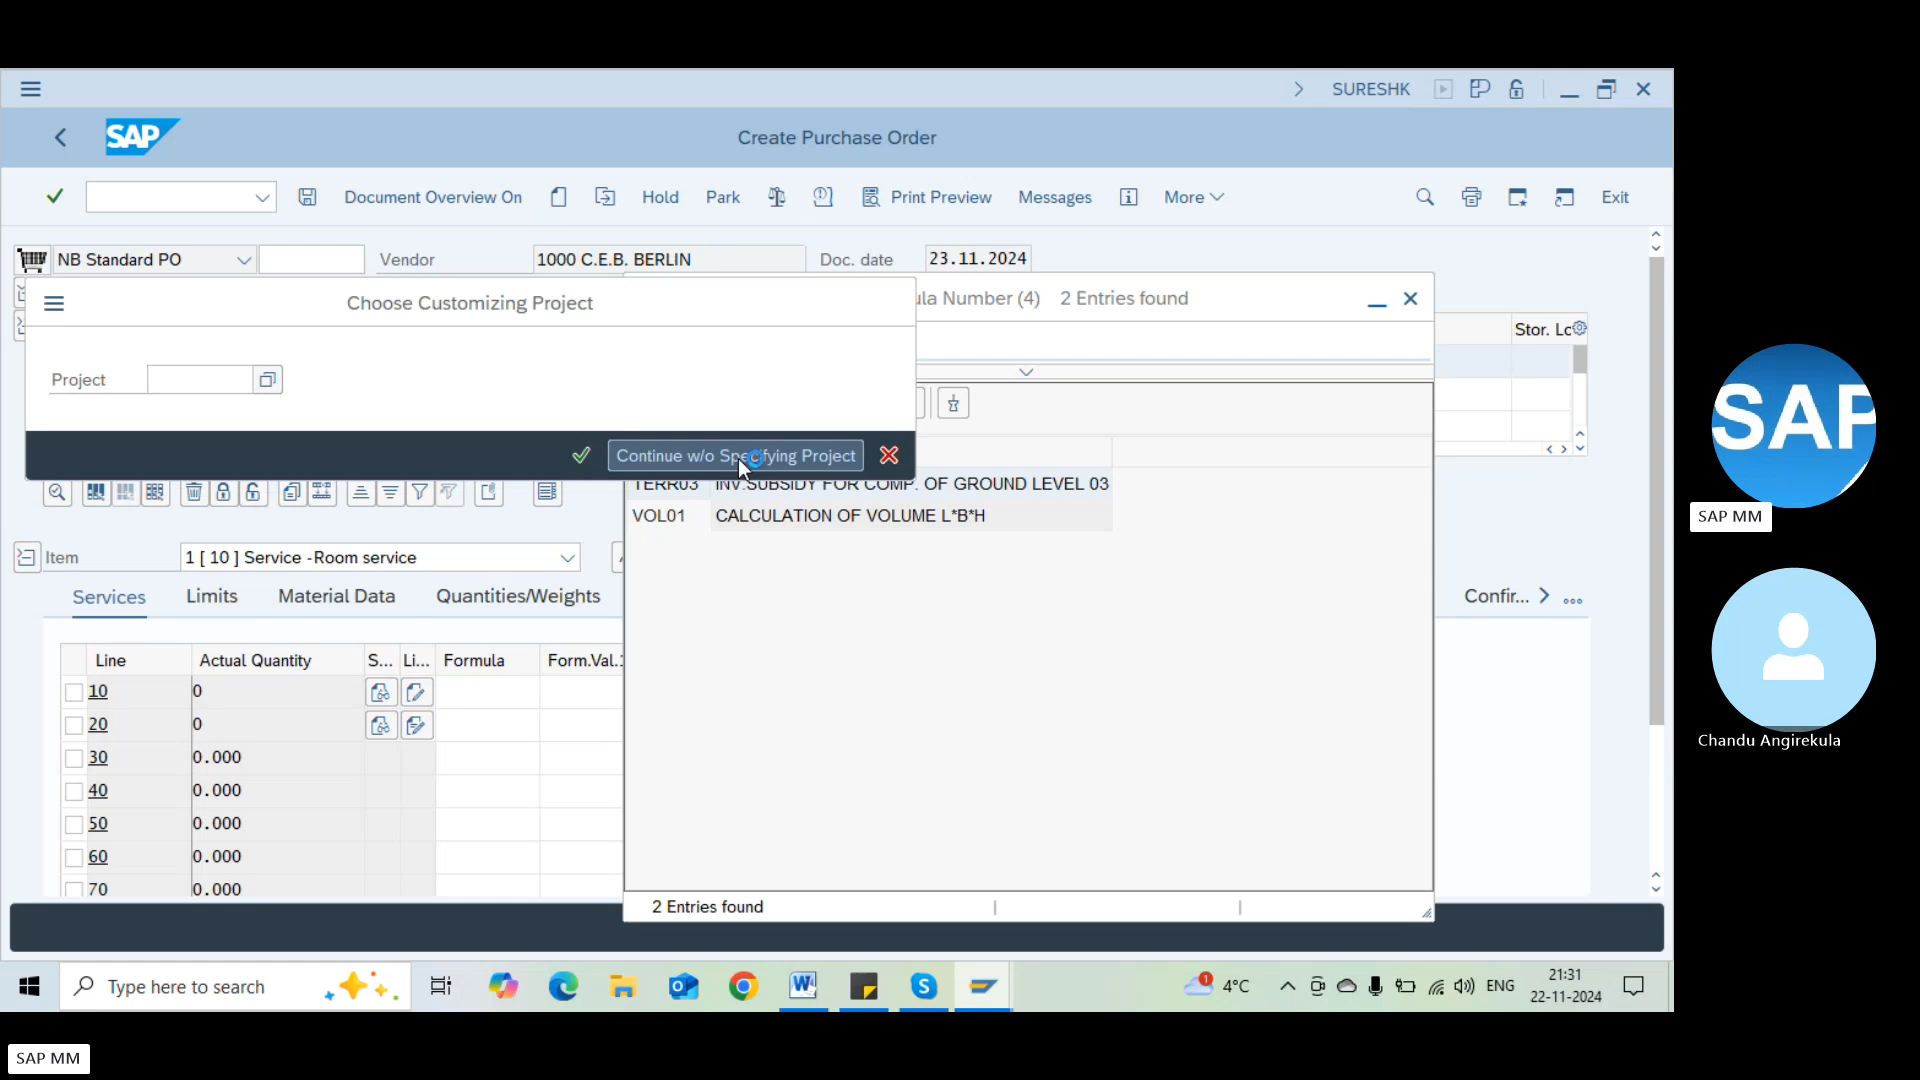 SURESHK
SAP
Create Purchase Order
Document Overview On
Hold
Park
Print Preview
Messages
More
Exit
NB Standard PO
Vendor
1000 C.E.B. BERLIN
Doc. date
23.11.2024
Choose Customizing Project
ula Number (4)
2 Entries found
Stor. Lc
Project
Continue w/o Specifying Project
TERR03
INV.SUBSIDY FOR COMP. OF GROUND LEVEL 03
VOL01
CALCULATION OF VOLUME L*B*H
Item
1 [ 10 ] Service -Room service
Services
Limits
Material Data
Quantities/Weights
Confir...
Line
Actual Quantity
S...
Li...
Formula
Form.Val.1
10
0
20
0
30
0.000
40
0.000
50
0.000
60
0.000
70
0.000
2 Entries found
Type here to search
1
4°C
ENG
21:31
22-11-2024
SAP
SAP MM
Chandu Angirekula
SAP MM